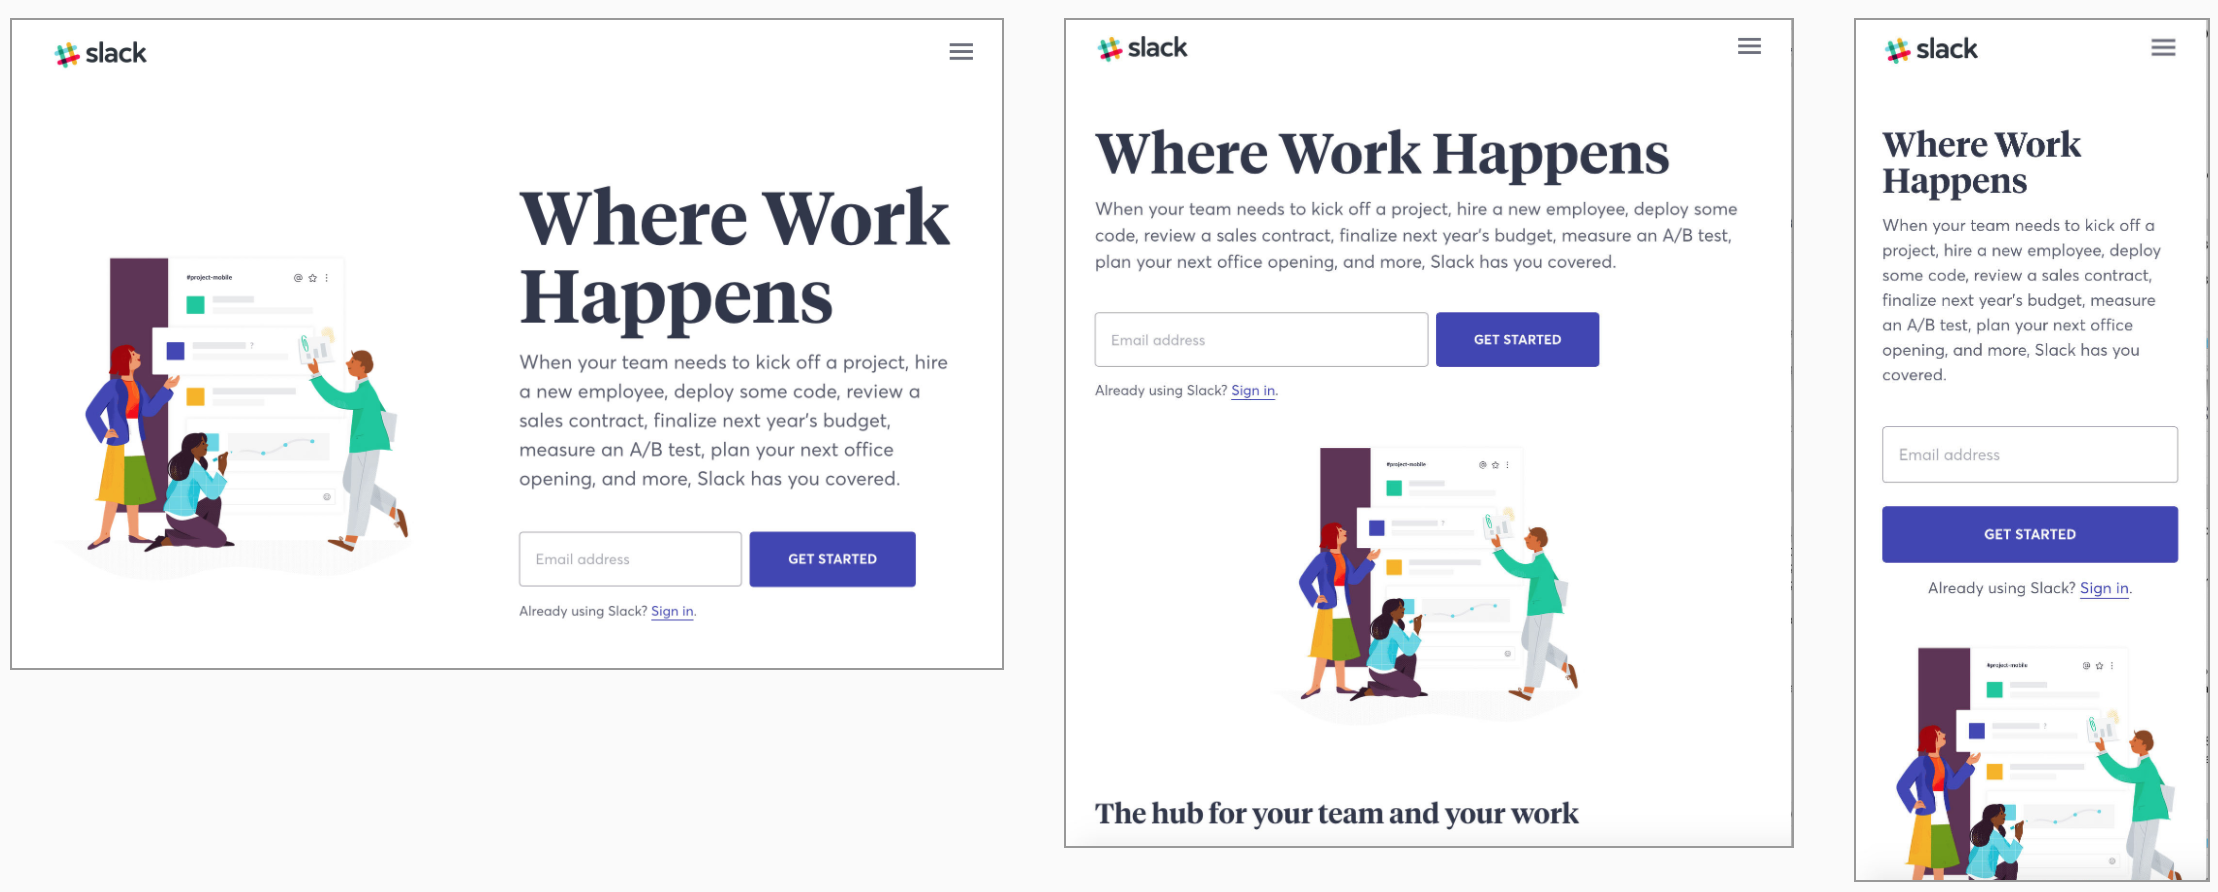 slack
Where Work
Happens
When your team needs to kick off a project, hire
a new employee, deploy some code, review a
sales contract, finalize next year's budget,
measure an A/B test, plan your next office
opening, and more, Slack has you covered.
Email address
GET STARTED
Already using Slack? Sign in.
#project-mobile
@
?
slack
Where Work Happens
When your team needs to kick off a project, hire a new employee, deploy some
code, review a sales contract, finalize next year's budget, measure an A/B test,
plan your next office opening, and more, Slack has you covered.
Email address
GET STARTED
Already using Slack? Sign in.
#project-mobile
@
?
The hub for your team and your work
slack
Where Work
Happens
When your team needs to kick off a
project, hire a new employee, deploy
some code, review a sales contract,
finalize next year's budget, measure
an A/B test, plan your next office
opening, and more, Slack has you
covered.
Email address
GET STARTED
Already using Slack? Sign in.
#project-mobile
@
?